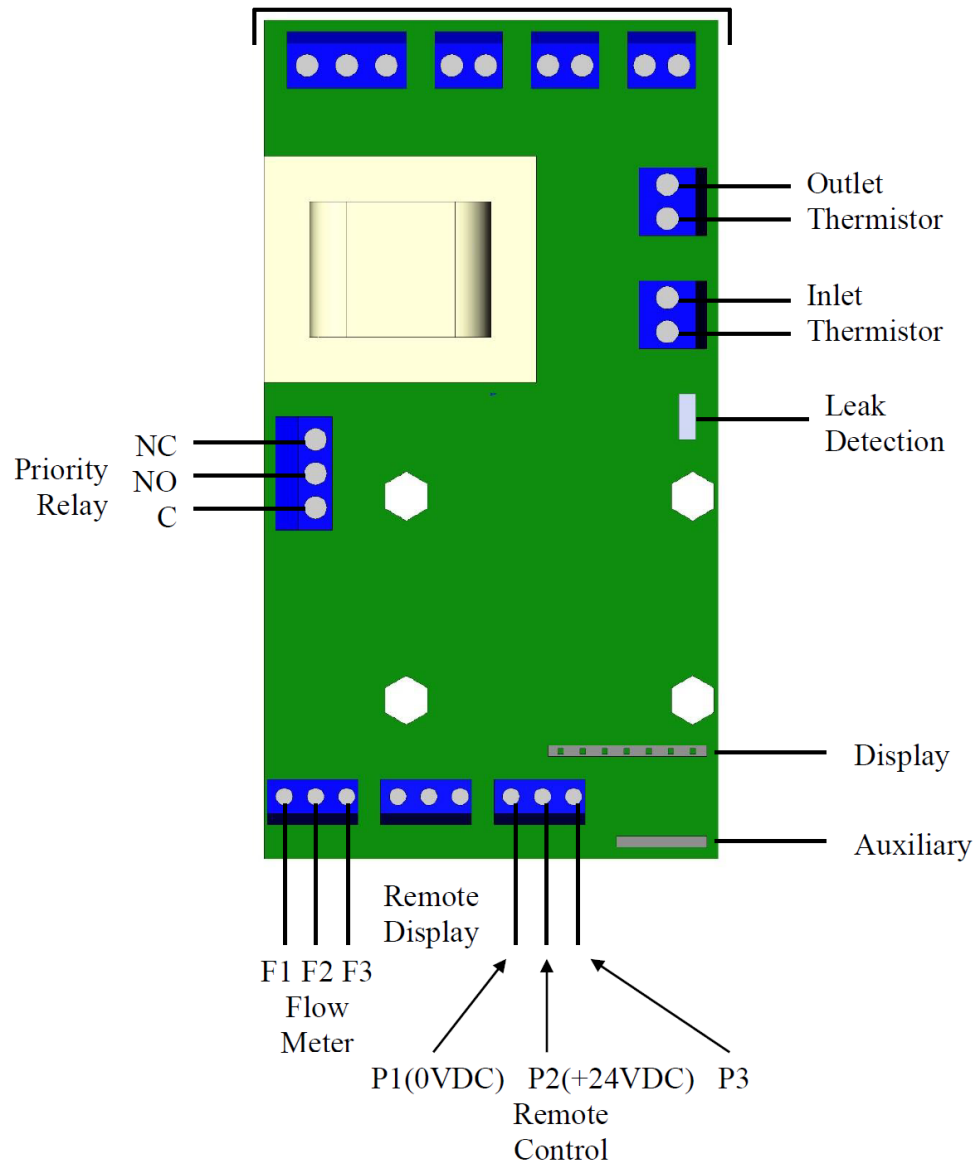 Outlet
Thermistor
Inlet
Thermistor
Leak
Detection
NC
Priority NO
Relay C
Display
Auxiliary
Remote
Display
F1 F2 F3
Flow
Meter
P1(0VDC) P2(+24VDC) P3
Remote
Control